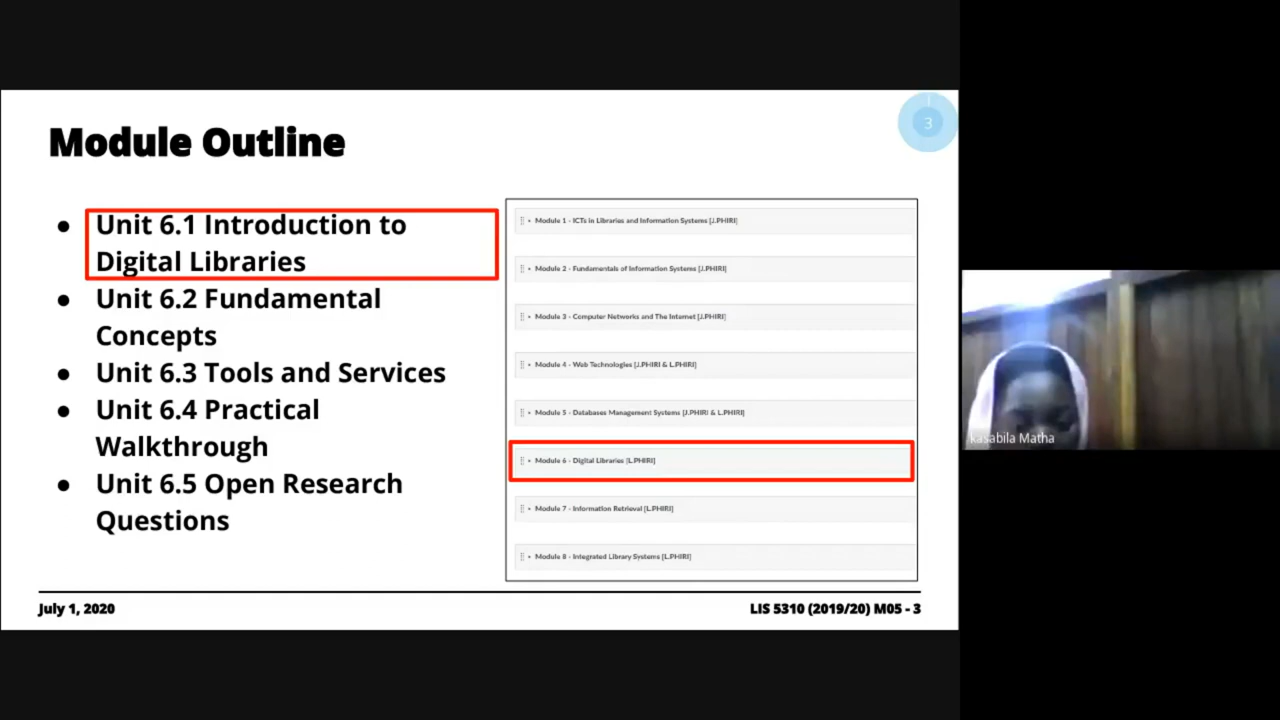 Module Outline
3
● Unit 6.1 Introduction to
Digital Libraries
● Unit 6.2 Fundamental
Concepts
● Unit 6.3 Tools and Services
● Unit 6.4 Practical
Walkthrough
● Unit 6.5 Open Research
Questions
Module 1 - ICTs in Libraries and Information Systems [J.PHIRI]
Module 2 - Fundamentals of Information Systems [J.PHIRI]
Module 3 - Computer Networks and The Internet [J.PHIRI]
Module 4 - Web Technologies [J.PHIRI & L.PHIRI]
Module 5 - Databases Management Systems [J.PHIRI & L.PHIRI]
Module 6 - Digital Libraries [L.PHIRI]
Module 7 - Information Retrieval [L.PHIRI]
Module 8 - Integrated Library Systems [L.PHIRI]
July 1, 2020
LIS 5310 (2019/20) M05 - 3
kasabila Matha